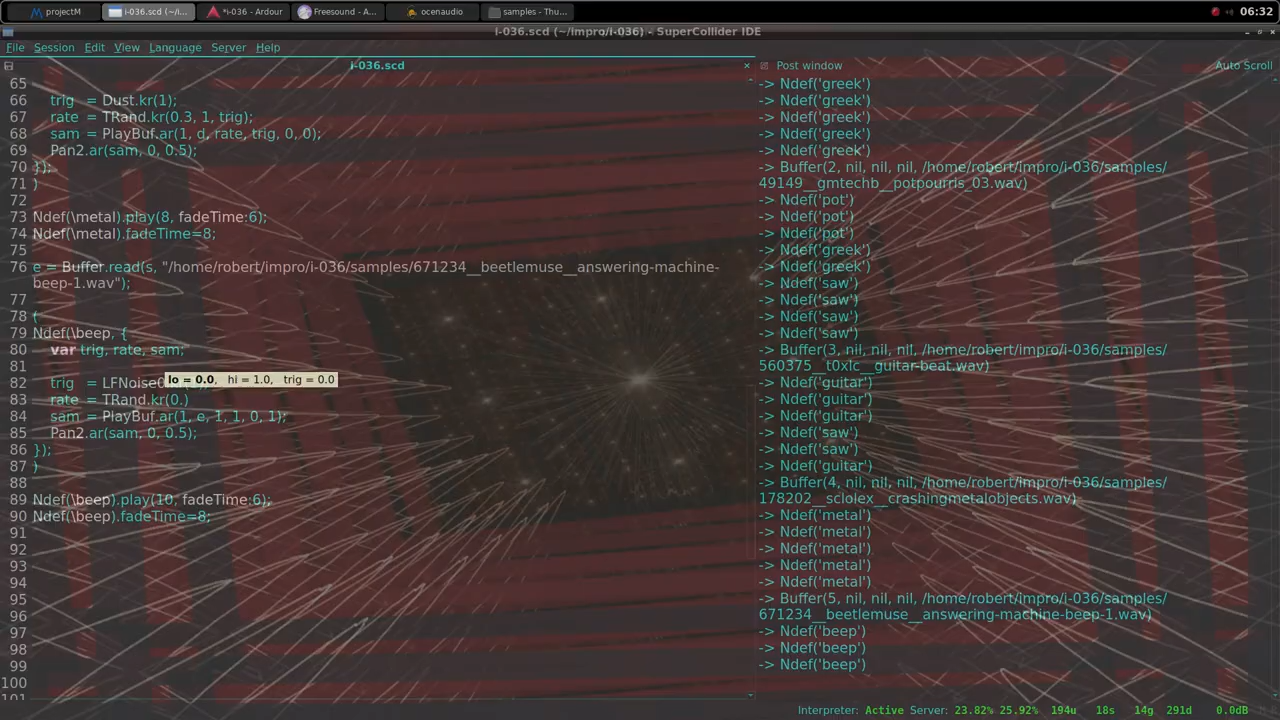 projectM
i-036.scd (~/i...
*i-036 - Ardour
Freesound - A...
ocenaudio
samples - Thu...
06:32
i-036.scd (~/impro/i-036) - SuperCollider IDE
File Session Edit View Language Server Help
i-036.scd
65
66 trig = Dust.kr(1);
67 rate = TRand.kr(0.3, 1, trig);
68 sam = PlayBuf.ar(1, d, rate, trig, 0, 0);
69 Pan2.ar(sam, 0, 0.5);
70 });
71 )
72
73 Ndef(\metal).play(8, fadeTime:6);
74 Ndef(\metal).fadeTime=8;
75
76 e = Buffer.read(s, "/home/robert/impro/i-036/samples/671234__beetlemuse__answering-machine-
beep-1.wav");
77
78 (
79 Ndef(\beep, {
80 var trig, rate, sam;
81
lo = 0.0, hi = 1.0, trig = 0.0
82 trig = LFNoise0
83 rate = TRand.kr(0.)
84 sam = PlayBuf.ar(1, e, 1, 1, 0, 1);
85 Pan2.ar(sam, 0, 0.5);
86 });
87 )
88
89 Ndef(\beep).play(10, fadeTime:6);
90 Ndef(\beep).fadeTime=8;
91
92
93
94
95
96
97
98
99
100
101
Post window Auto Scroll
-> Ndef('greek')
-> Ndef('greek')
-> Ndef('greek')
-> Ndef('greek')
-> Ndef('greek')
-> Buffer(2, nil, nil, nil, /home/robert/impro/i-036/samples/
49149__gmtechb__potpourris_03.wav)
-> Ndef('pot')
-> Ndef('pot')
-> Ndef('pot')
-> Ndef('greek')
-> Ndef('greek')
-> Ndef('saw')
-> Ndef('saw')
-> Ndef('saw')
-> Ndef('saw')
-> Buffer(3, nil, nil, nil, /home/robert/impro/i-036/samples/
560375__t0xlc__guitar-beat.wav)
-> Ndef('guitar')
-> Ndef('guitar')
-> Ndef('guitar')
-> Ndef('saw')
-> Ndef('saw')
-> Ndef('guitar')
-> Buffer(4, nil, nil, nil, /home/robert/impro/i-036/samples/
178202__sclolex__crashingmetalobjects.wav)
-> Ndef('metal')
-> Ndef('metal')
-> Ndef('metal')
-> Ndef('metal')
-> Ndef('metal')
-> Buffer(5, nil, nil, nil, /home/robert/impro/i-036/samples/
671234__beetlemuse__answering-machine-beep-1.wav)
-> Ndef('beep')
-> Ndef('beep')
-> Ndef('beep')
Interpreter: Active Server: 23.82% 25.92% 194u 18s 14g 291d 0.0dB